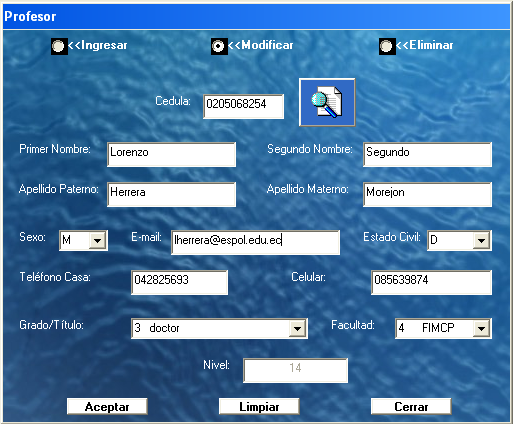 Profesor
<<Ingresar <<Modificar <<Eliminar
Cedula: 0205068254
Primer Nombre: Lorenzo Segundo Nombre: Segundo
Apellido Paterno: Herrera Apellido Materno: Morejon
Sexo: M E-mail: lherrera@espol.edu.ec Estado Civil: D
Teléfono Casa: 042825693 Celular: 085639874
Grado/Título: 3 doctor Facultad: 4 FIMCP
Nivel: 14
Aceptar Limpiar Cerrar